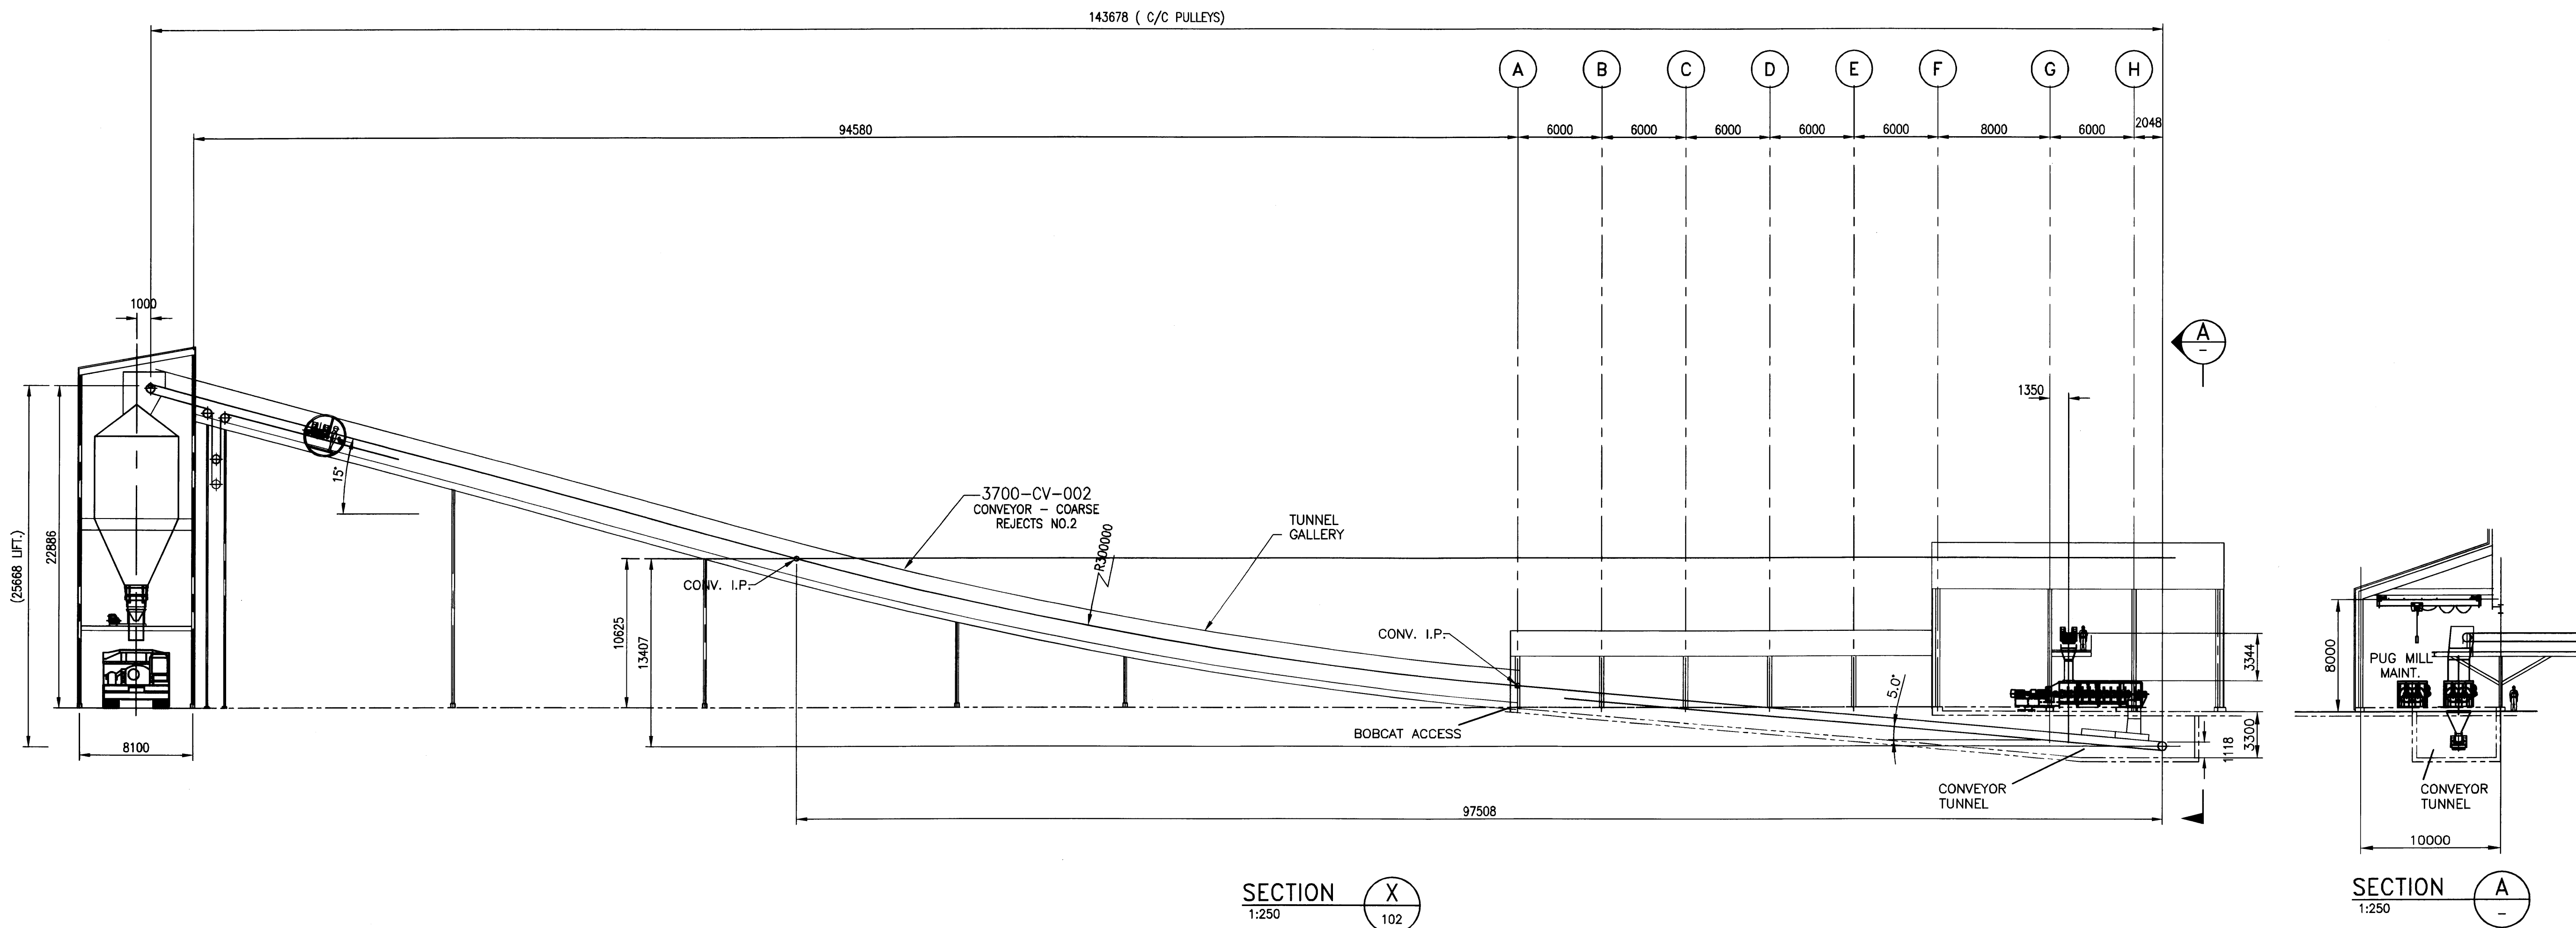 143678 ( C/C PULLEYS)
A B C D E F G H
94580
6000 6000 6000 6000 6000 8000 6000 2048
1000
A
-
1350
15°
3700-CV-002
CONVEYOR - COARSE
REJECTS NO.2
TUNNEL
GALLERY
R300000
CONV. I.P.
CONV. I.P.
(25668 LIFT.)
22886
10625
13407
5.0°
3344
3300
1118
8000
PUG MILL
MAINT.
BOBCAT ACCESS
8100
CONVEYOR
TUNNEL
CONVEYOR
TUNNEL
97508
10000
SECTION
1:250
X
102
SECTION
1:250
A
-